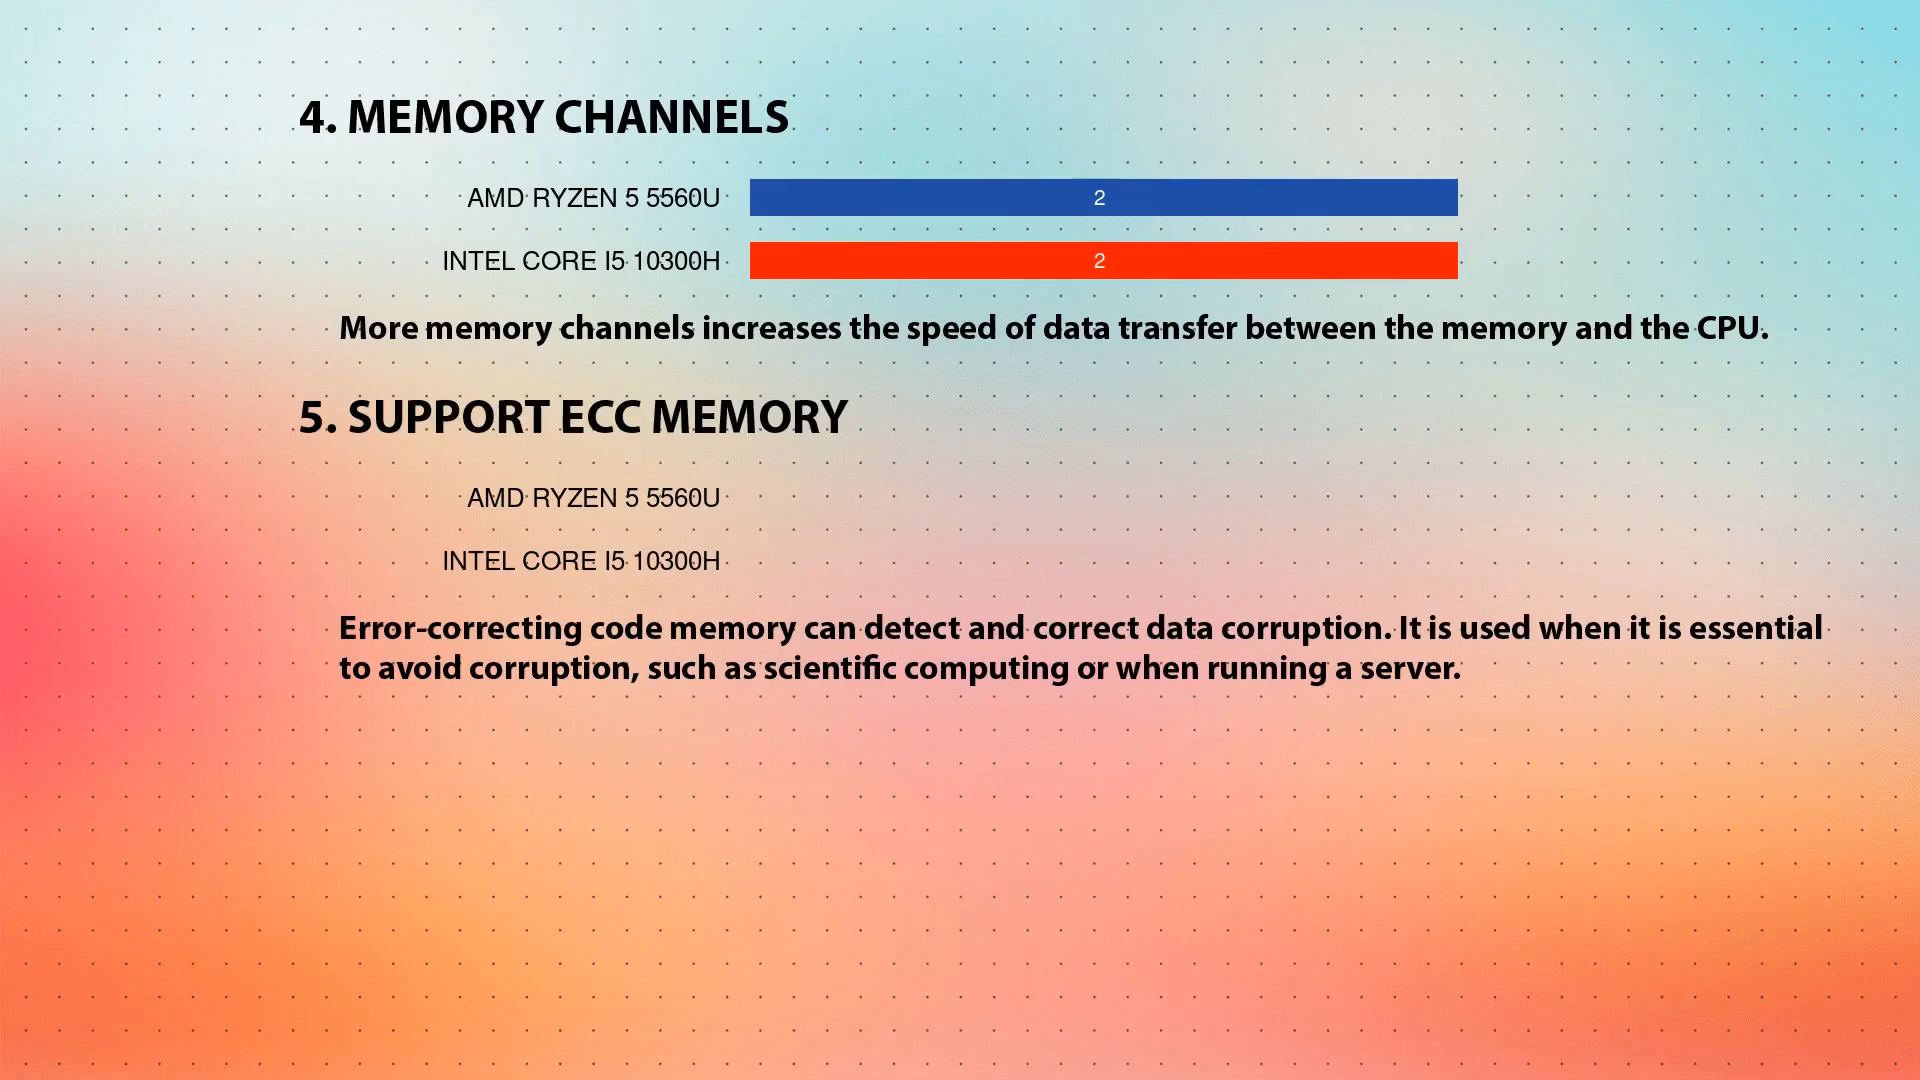 4. MEMORY CHANNELS
AMD RYZEN 5 5560U
2
INTEL CORE I5 10300H
2
More memory channels increases the speed of data transfer between the memory and the CPU.
5. SUPPORT ECC MEMORY
AMD RYZEN 5 5560U
INTEL CORE I5 10300H
Error-correcting code memory can detect and correct data corruption. It is used when it is essential
to avoid corruption, such as scientific computing or when running a server.